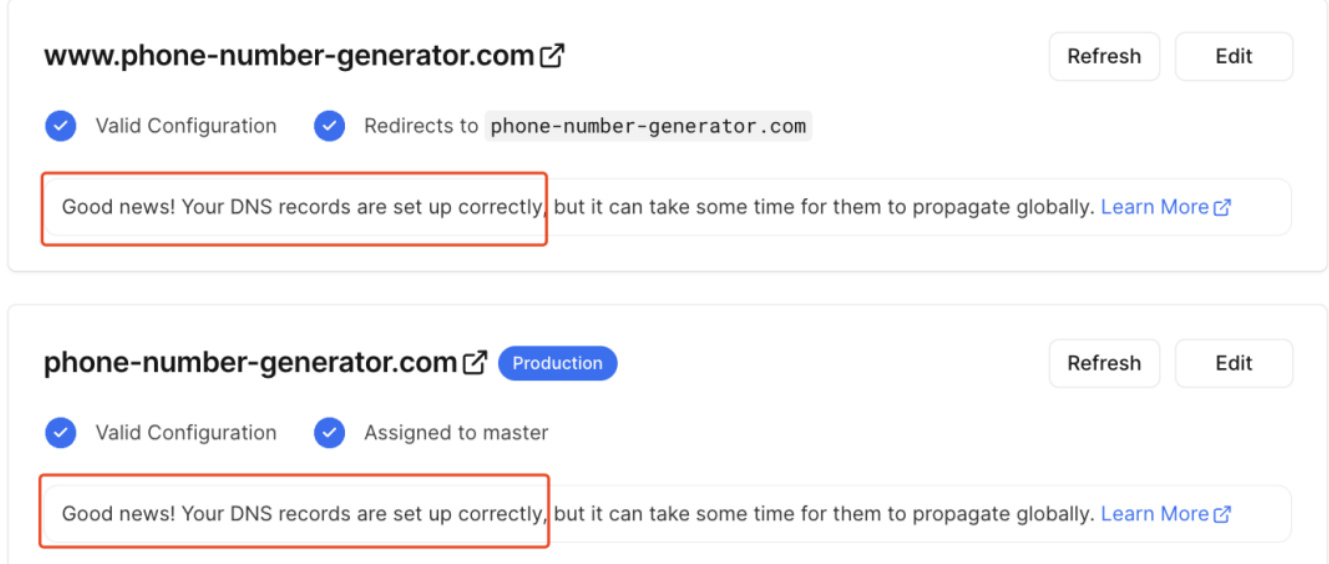 www.phone-number-generator.com
Refresh
Edit
Valid Configuration
Redirects to phone-number-generator.com
Good news! Your DNS records are set up correctly, but it can take some time for them to propagate globally. Learn More
phone-number-generator.com
Production
Refresh
Edit
Valid Configuration
Assigned to master
Good news! Your DNS records are set up correctly, but it can take some time for them to propagate globally. Learn More